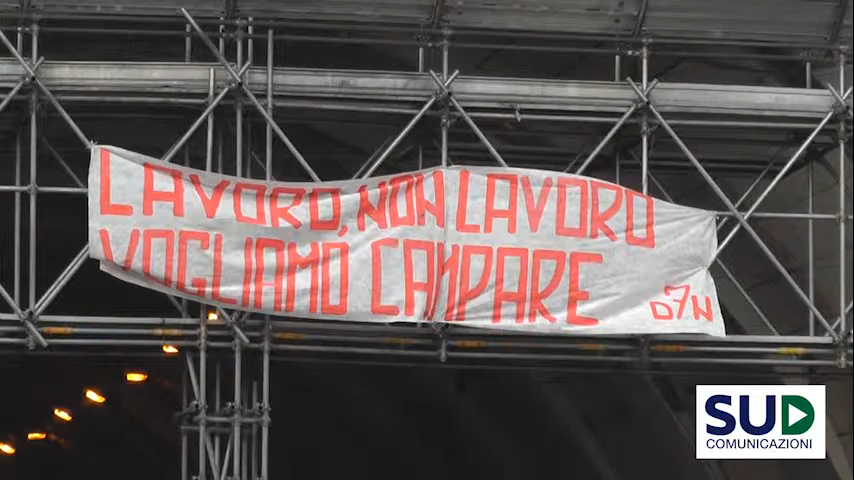 LAVORO, NON LAVORO
VOGLIAMO CAMPARE
D7N
SUD
COMUNICAZIONI